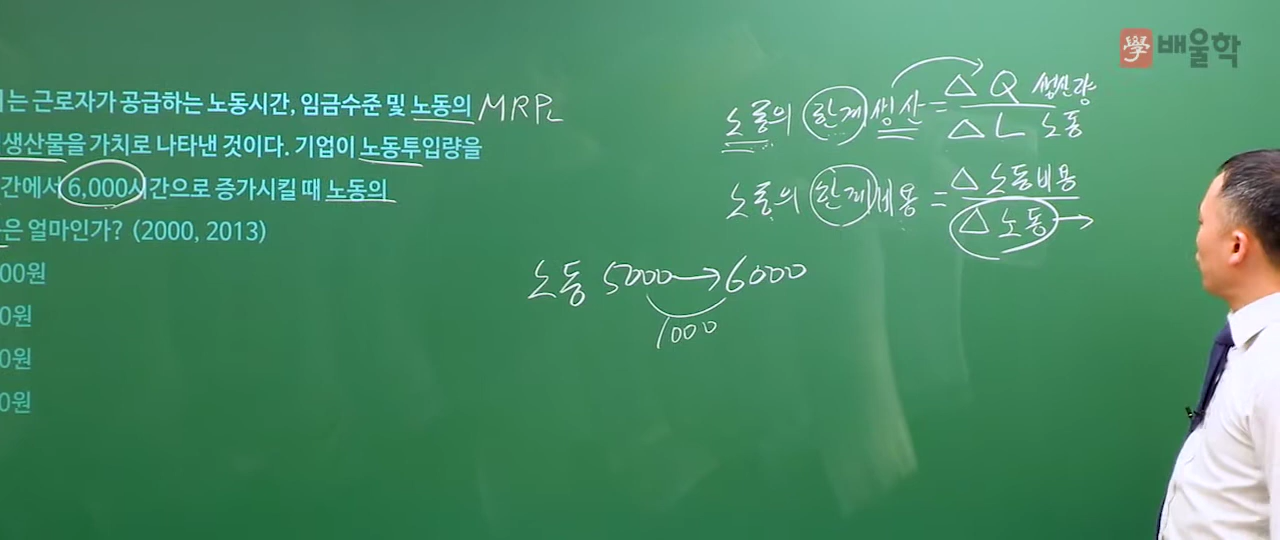 學 배울학
는 근로자가 공급하는 노동시간, 임금수준 및 노동의 MRPL
생산물을 가치로 나타낸 것이다. 기업이 노동투입량을
간에서 6,000시간으로 증가시킬 때 노동의
은 얼마인가? (2000, 2013)
00원
0원
0원
0원
노동의 한계생산 = △Q 생산량
△L 노동
노동의 한계비용 = △노동비용
△노동 →
노동 5000 → 6000
1000